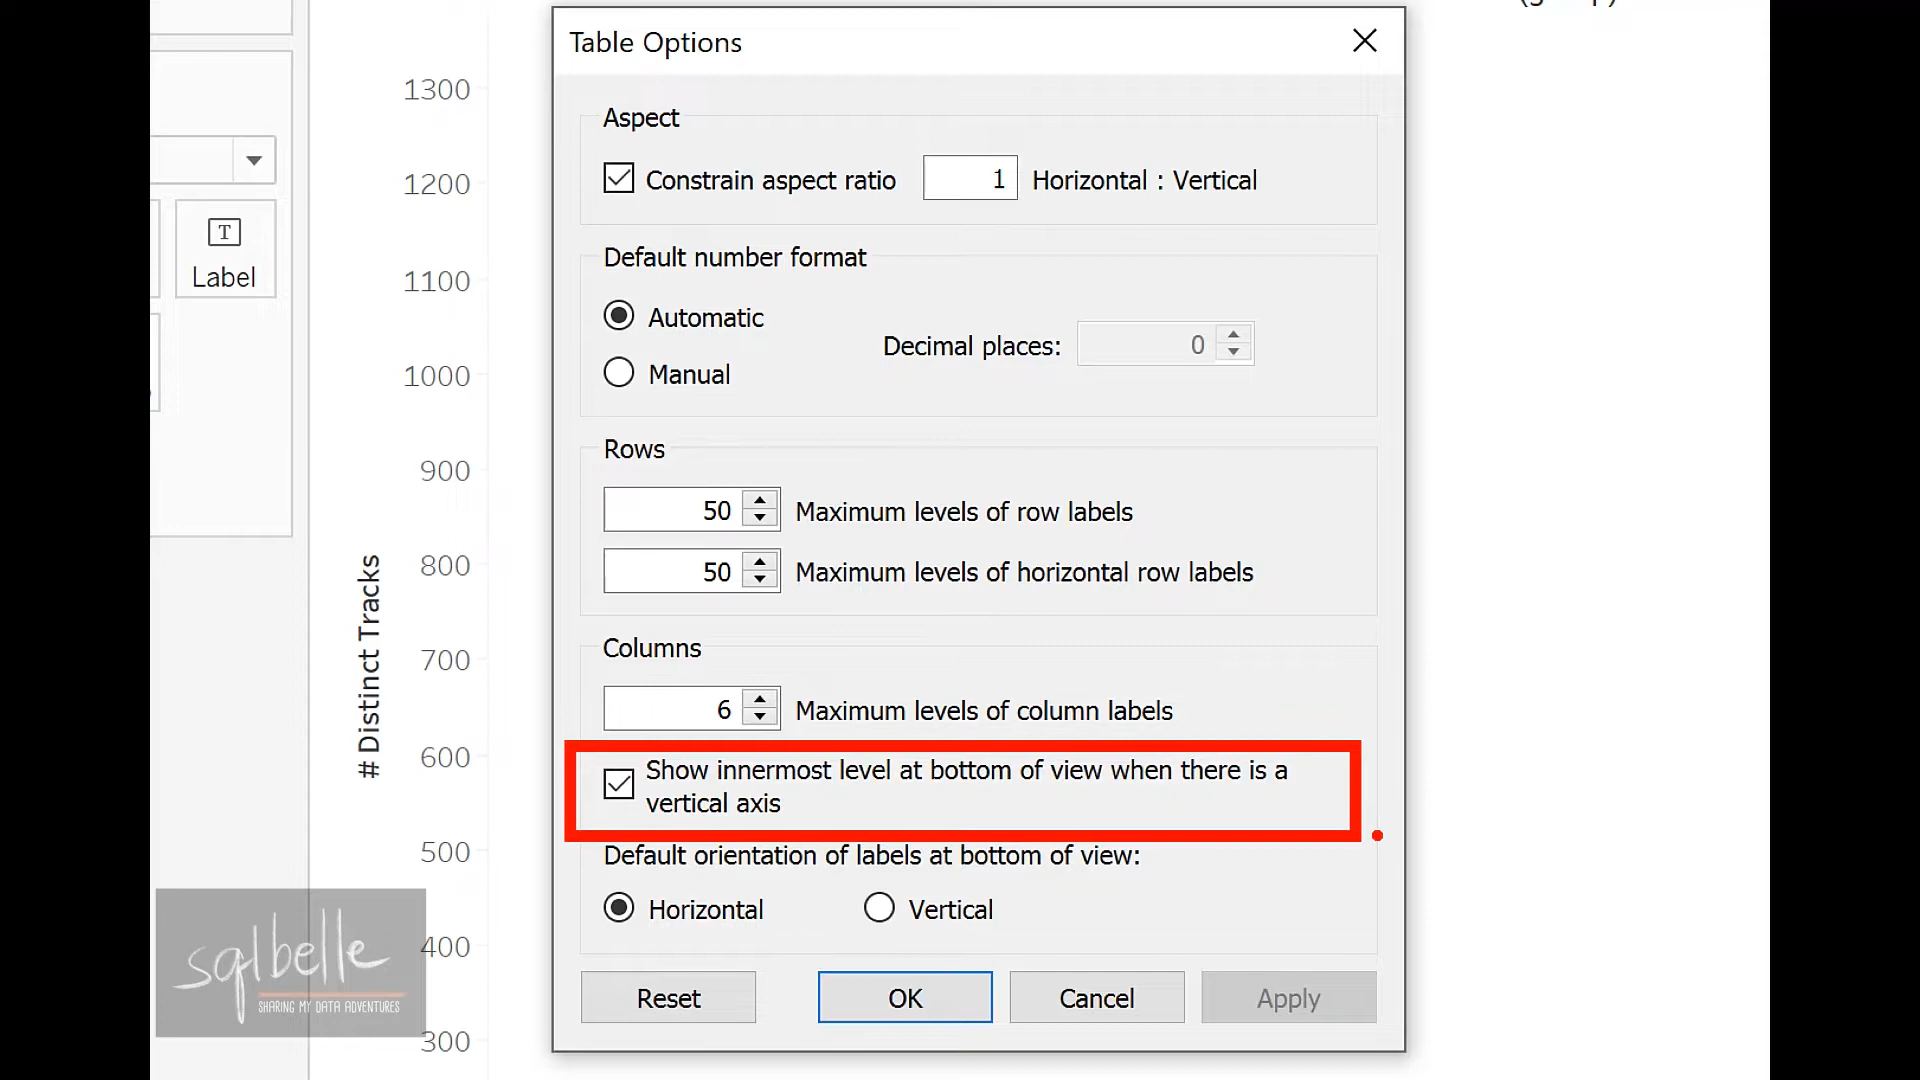 Table Options
Aspect
Constrain aspect ratio 1 Horizontal : Vertical
Default number format
Automatic
Manual
Decimal places: 0
Rows
50 Maximum levels of row labels
50 Maximum levels of horizontal row labels
Columns
6 Maximum levels of column labels
Show innermost level at bottom of view when there is a
vertical axis
Default orientation of labels at bottom of view:
Horizontal Vertical
Reset OK Cancel Apply
T
Label
# Distinct Tracks
1300
1200
1100
1000
900
800
700
600
500
400
300
sqlbelle
SHARING MY DATA ADVENTURES